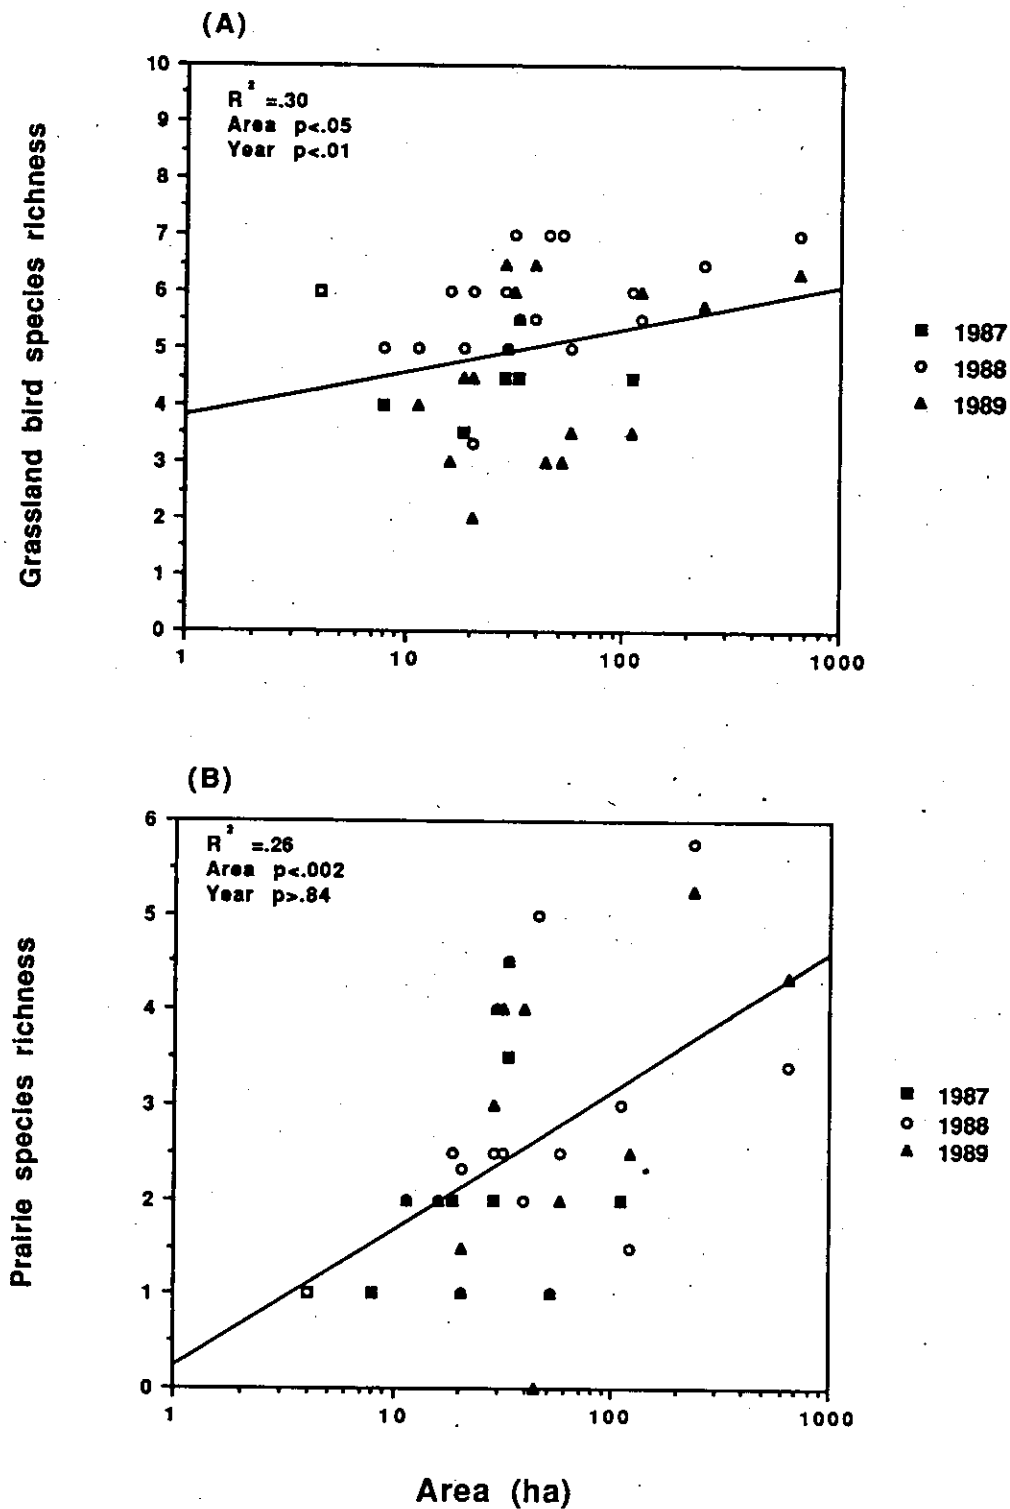 (A)
Grassland bird species richness
R² =.30
Area p<.05
Year p<.01
10
9
8
7
6
5
4
3
2
1
0
1 10 100 1000
1987
1988
1989
(B)
Prairie species richness
R² =.26
Area p<.002
Year p>.84
6
5
4
3
2
1
0
1 10 100 1000
1987
1988
1989
Area (ha)